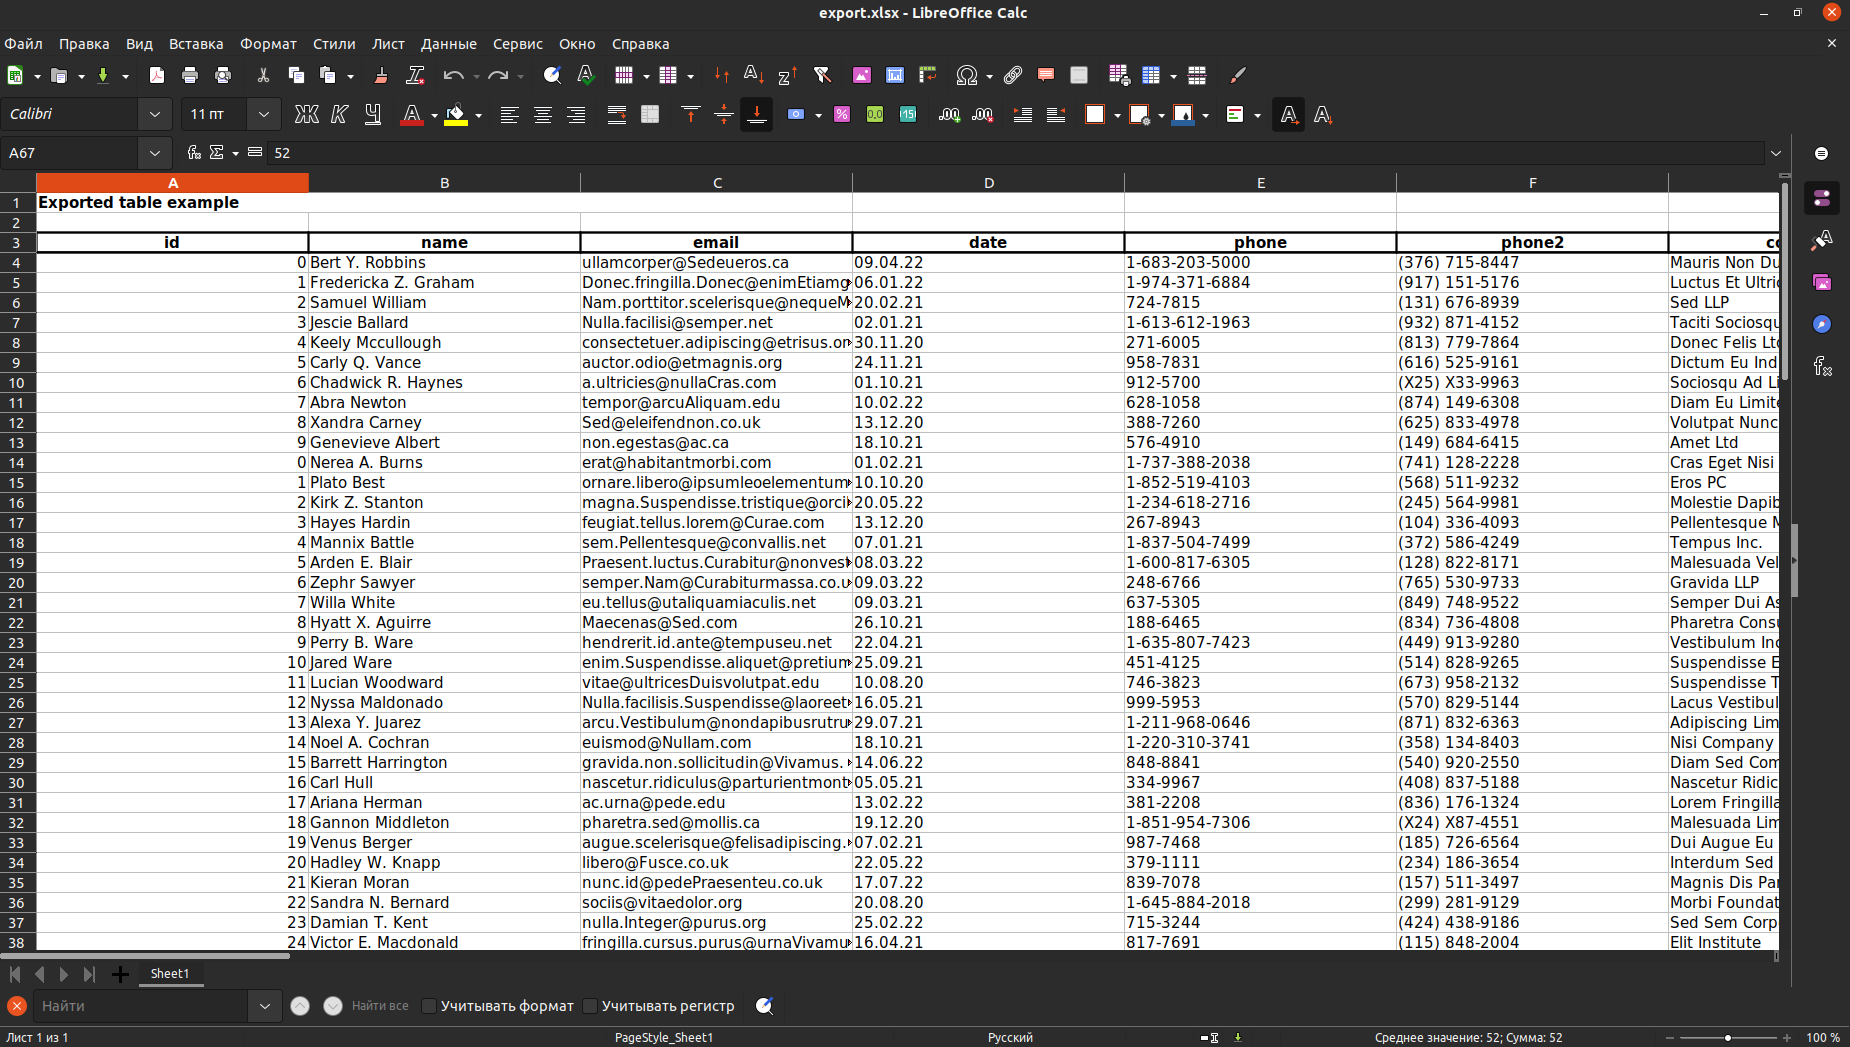 export.xlsx - LibreOffice Calc
Файл Правка Вид Вставка Формат Стили Лист Данные Сервис Окно Справка
Calibri 11 пт
A67 52
A B C D E F
1 Exported table example
2
3 id name email date phone phone2
4 0 Bert Y. Robbins ullamcorper@Sedeueros.ca 09.04.22 1-683-203-5000 (376) 715-8447 Mauris Non Du
5 1 Fredericka Z. Graham Donec.fringilla.Donec@enimEtiamg 06.01.22 1-974-371-6884 (917) 151-5176 Luctus Et Ultric
6 2 Samuel William Nam.porttitor.scelerisque@nequeM 20.02.21 724-7815 (131) 676-8939 Sed LLP
7 3 Jescie Ballard Nulla.facilisi@semper.net 02.01.21 1-613-612-1963 (932) 871-4152 Taciti Sociosqu
8 4 Keely Mccullough consectetuer.adipiscing@etrisus.or 30.11.20 271-6005 (813) 779-7864 Donec Felis Ltd
9 5 Carly Q. Vance auctor.odio@etmagnis.org 24.11.21 958-7831 (616) 525-9161 Dictum Eu Ind
10 6 Chadwick R. Haynes a.ultricies@nullaCras.com 01.10.21 912-5700 (X25) X33-9963 Sociosqu Ad Li
11 7 Abra Newton tempor@arcuAliquam.edu 10.02.22 628-1058 (874) 149-6308 Diam Eu Limite
12 8 Xandra Carney Sed@eleifendnon.co.uk 13.12.20 388-7260 (625) 833-4978 Volutpat Nunc
13 9 Genevieve Albert non.egestas@ac.ca 18.10.21 576-4910 (149) 684-6415 Amet Ltd
14 0 Nerea A. Burns erat@habitantmorbi.com 01.02.21 1-737-388-2038 (741) 128-2228 Cras Eget Nisi
15 1 Plato Best ornare.libero@ipsumleoelementum 10.10.20 1-852-519-4103 (568) 511-9232 Eros PC
16 2 Kirk Z. Stanton magna.Suspendisse.tristique@orci 20.05.22 1-234-618-2716 (245) 564-9981 Molestie Dapib
17 3 Hayes Hardin feugiat.tellus.lorem@Curae.com 13.12.20 267-8943 (104) 336-4093 Pellentesque M
18 4 Mannix Battle sem.Pellentesque@convallis.net 07.01.21 1-837-504-7499 (372) 586-4249 Tempus Inc.
19 5 Arden E. Blair Praesent.luctus.Curabitur@nonvest 08.03.22 1-600-817-6305 (128) 822-8171 Malesuada Vel
20 6 Zephr Sawyer semper.Nam@Curabiturmassa.co.u 09.03.22 248-6766 (765) 530-9733 Gravida LLP
21 7 Willa White eu.tellus@utaliquamiaculis.net 09.03.21 637-5305 (849) 748-9522 Semper Dui As
22 8 Hyatt X. Aguirre Maecenas@Sed.com 26.10.21 188-6465 (834) 736-4808 Pharetra Consu
23 9 Perry B. Ware hendrerit.id.ante@tempuseu.net 22.04.21 1-635-807-7423 (449) 913-9280 Vestibulum Inc
24 10 Jared Ware enim.Suspendisse.aliquet@pretium 25.09.21 451-4125 (514) 828-9265 Suspendisse E
25 11 Lucian Woodward vitae@ultricesDuisvolutpat.edu 10.08.20 746-3823 (673) 958-2132 Suspendisse T
26 12 Nyssa Maldonado Nulla.facilisis.Suspendisse@laoreet 16.05.21 999-5953 (570) 829-5144 Lacus Vestibul
27 13 Alexa Y. Juarez arcu.Vestibulum@nondapibusrutru 29.07.21 1-211-968-0646 (871) 832-6363 Adipiscing Lim
28 14 Noel A. Cochran euismod@Nullam.com 18.10.21 1-220-310-3741 (358) 134-8403 Nisi Company
29 15 Barrett Harrington gravida.non.sollicitudin@Vivamus. 14.06.22 848-8841 (540) 920-2550 Diam Sed Com
30 16 Carl Hull nascetur.ridiculus@parturientmont 05.05.21 334-9967 (408) 837-5188 Nascetur Ridic
31 17 Ariana Herman ac.urna@pede.edu 13.02.22 381-2208 (836) 176-1324 Lorem Fringilla
32 18 Gannon Middleton pharetra.sed@mollis.ca 19.12.20 1-851-954-7306 (X24) X87-4551 Malesuada Lim
33 19 Venus Berger augue.scelerisque@felisadipiscing. 07.02.21 987-7468 (185) 726-6564 Dui Augue Eu
34 20 Hadley W. Knapp libero@Fusce.co.uk 22.05.22 379-1111 (234) 186-3654 Interdum Sed
35 21 Kieran Moran nunc.id@pedePraesenteu.co.uk 17.07.22 839-7078 (157) 511-3497 Magnis Dis Par
36 22 Sandra N. Bernard sociis@vitaedolor.org 20.08.20 1-645-884-2018 (299) 281-9129 Morbi Foundat
37 23 Damian T. Kent nulla.Integer@purus.org 25.02.22 715-3244 (424) 438-9186 Sed Sem Corp
38 24 Victor E. Macdonald fringilla.cursus.purus@urnaVivamu 16.04.21 817-7691 (115) 848-2004 Elit Institute
Sheet1
Найти Найти все Учитывать формат Учитывать регистр
Лист 1 из 1 PageStyle_Sheet1 Русский Среднее значение: 52; Сумма: 52 100 %